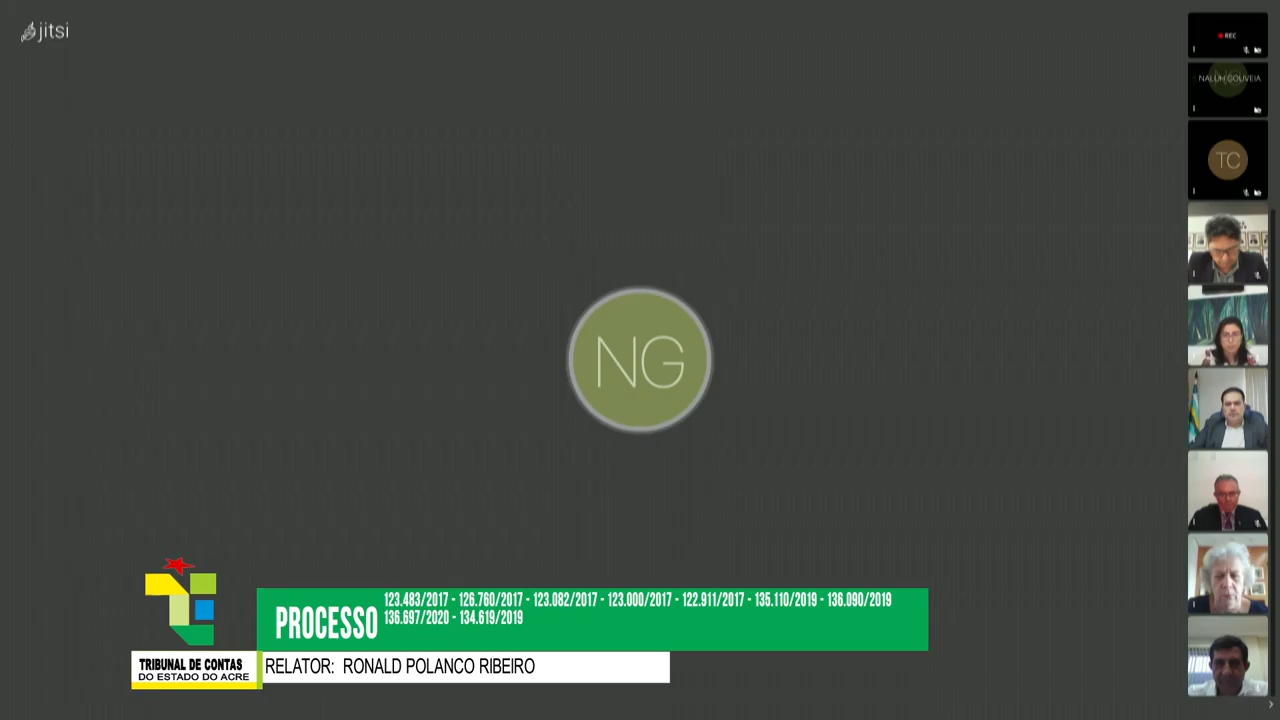 jitsi
REC
NALUH GOUVEIA
NG
TC
NG
PROCESSO
123.483/2017 - 126.760/2017 - 123.082/2017 - 123.000/2017 - 122.911/2017 - 135.110/2019 - 136.090/2019
136.697/2020 - 134.619/2019
TRIBUNAL DE CONTAS
DO ESTADO DO ACRE
RELATOR: RONALD POLANCO RIBEIRO